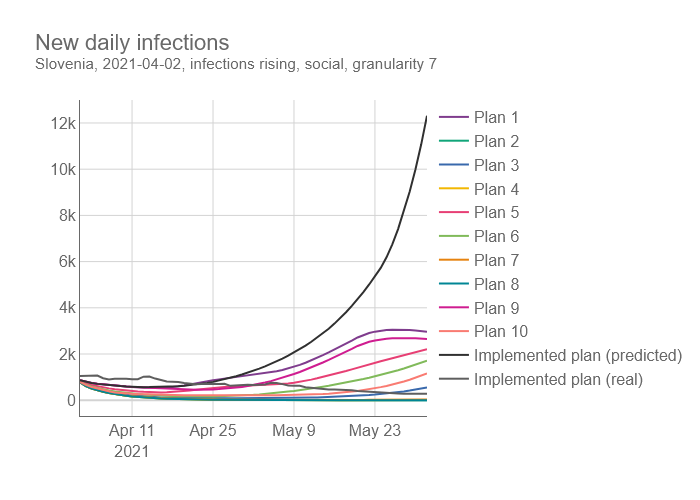 New daily infections
Slovenia, 2021-04-02, infections rising, social, granularity 7
12k
10k
8k
6k
4k
2k
0
Apr 11
2021
Apr 25
May 9
May 23
Plan 1
Plan 2
Plan 3
Plan 4
Plan 5
Plan 6
Plan 7
Plan 8
Plan 9
Plan 10
Implemented plan (predicted)
Implemented plan (real)